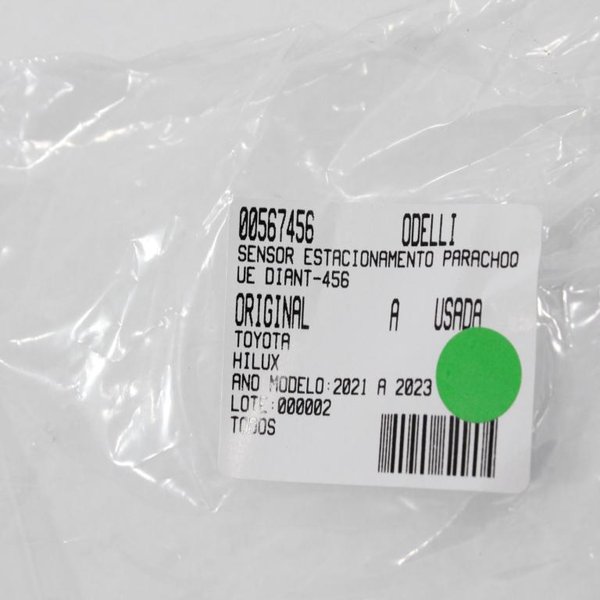 00567456 ODELLI
SENSOR ESTACIONAMENTO PARACHOQ
UE DIANT-456
ORIGINAL A USADA
TOYOTA
HILUX
ANO MODELO:2021 A 2023
LOTE:000002
TODOS